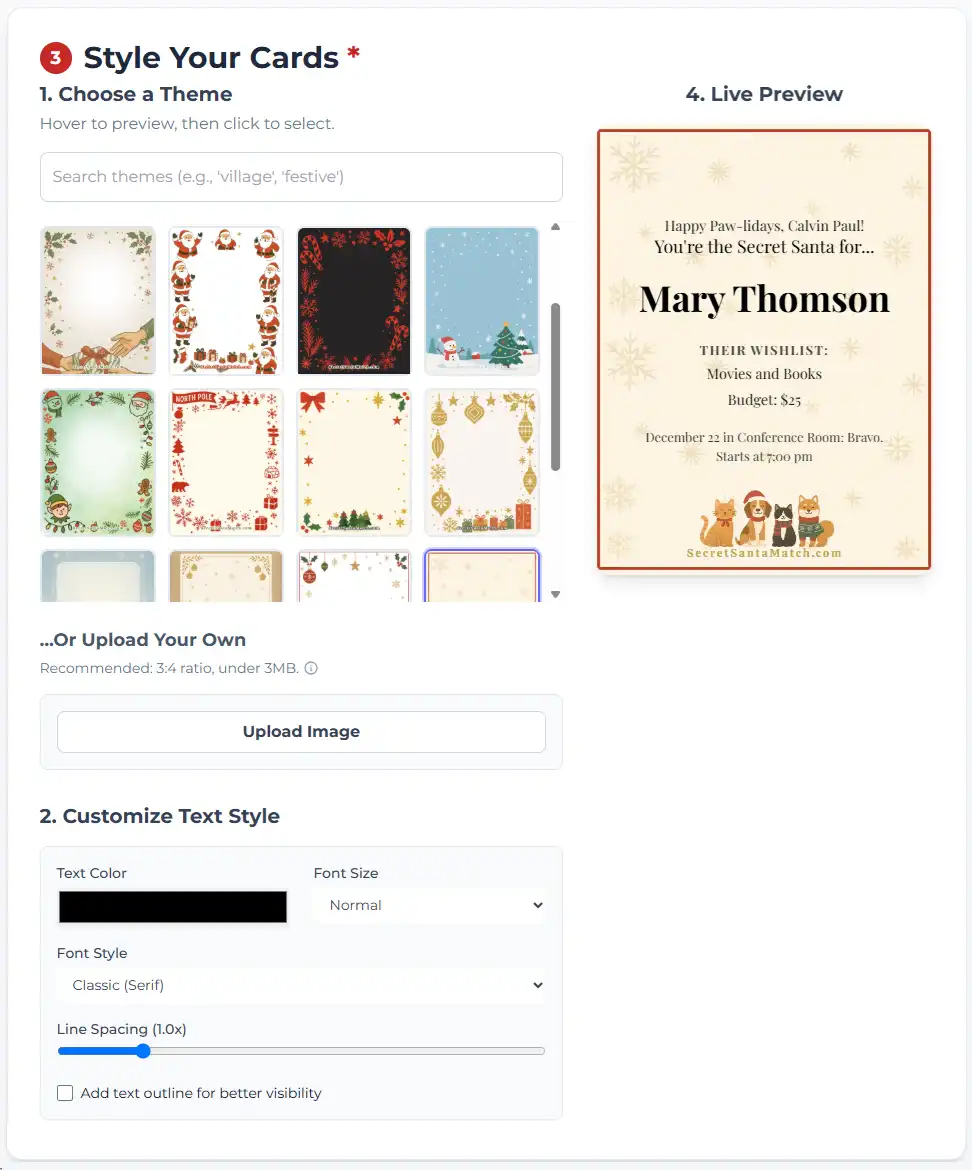 3 Style Your Cards *
1. Choose a Theme
Hover to preview, then click to select.
Search themes (e.g., 'village', 'festive')
NORTH POLE
...Or Upload Your Own
Recommended: 3:4 ratio, under 3MB.
Upload Image
2. Customize Text Style
Text Color
Font Size
Normal
Font Style
Classic (Serif)
Line Spacing (1.0x)
Add text outline for better visibility
4. Live Preview
Happy Paw-lidays, Calvin Paul!
You're the Secret Santa for...
Mary Thomson
THEIR WISHLIST:
Movies and Books
Budget: $25
December 22 in Conference Room: Bravo.
Starts at 7:00 pm
SecretSantaMatch.com